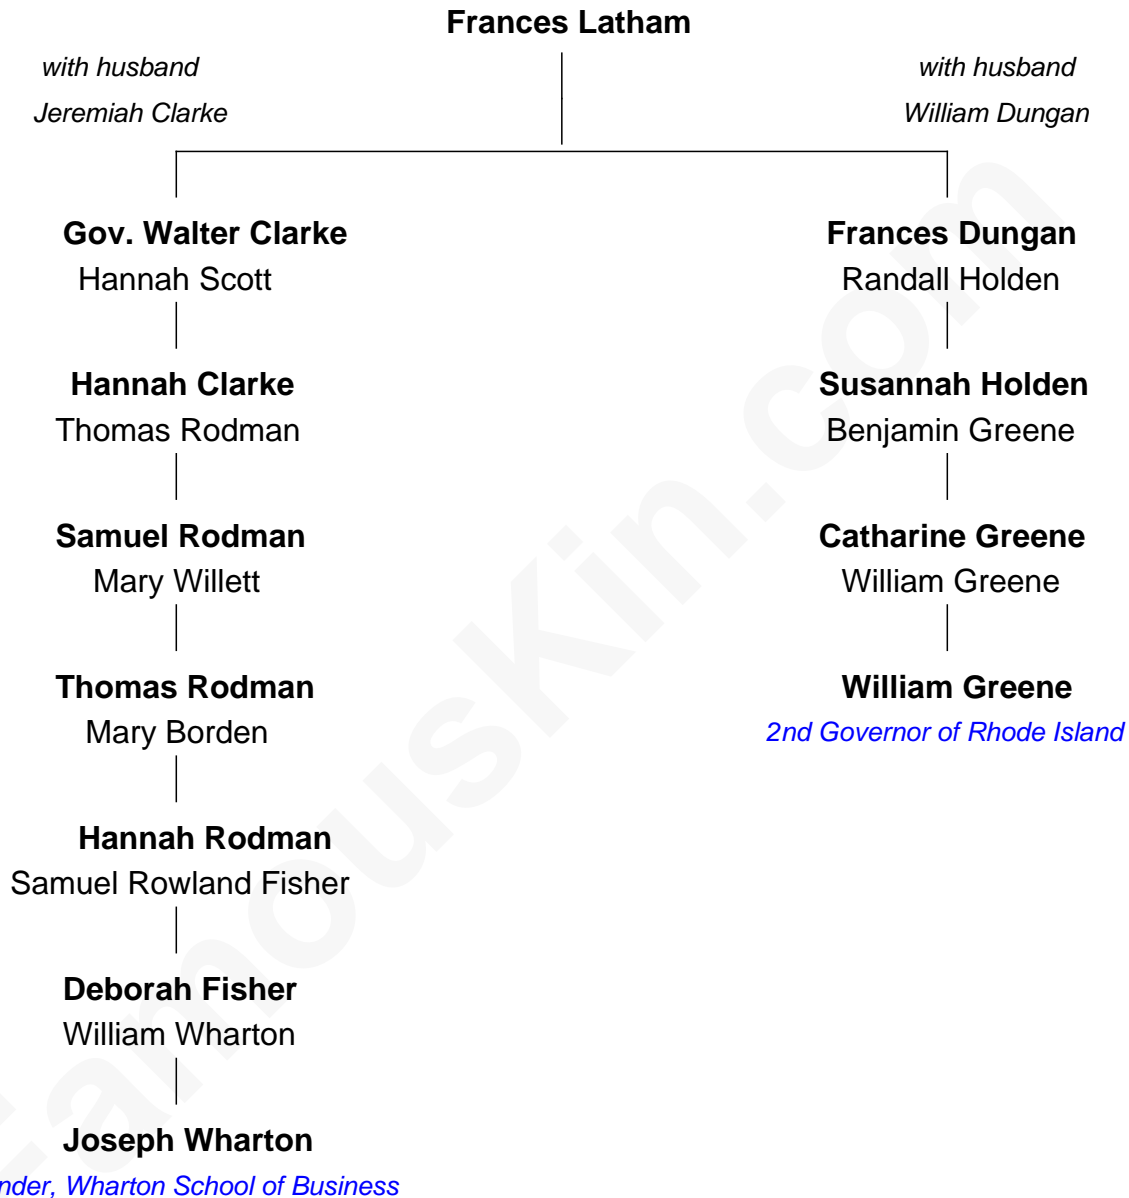 Frances Latham
with husband
Jeremiah Clarke
with husband
William Dungan
Gov. Walter Clarke
Hannah Scott
Frances Dungan
Randall Holden
Hannah Clarke
Thomas Rodman
Susannah Holden
Benjamin Greene
Samuel Rodman
Mary Willett
Catharine Greene
William Greene
Thomas Rodman
Mary Borden
William Greene
2nd Governor of Rhode Island
Hannah Rodman
Samuel Rowland Fisher
Deborah Fisher
William Wharton
Joseph Wharton
nder, Wharton School of Business
FamousKin.com